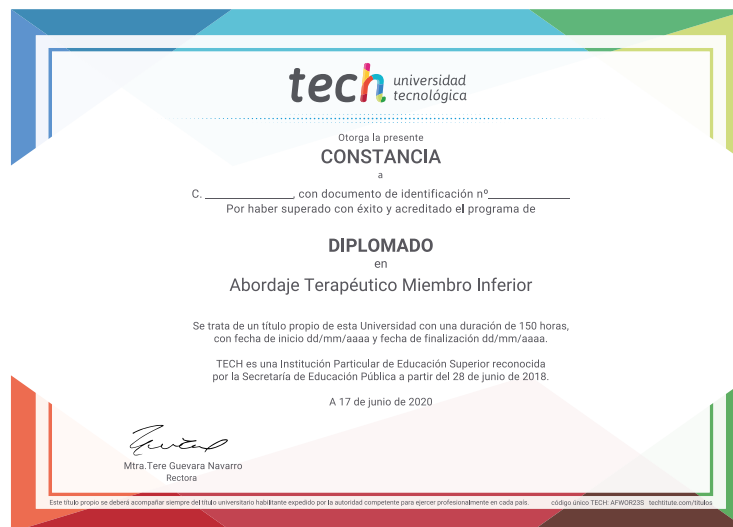 tech universidad
tecnológica
Otorga la presente
CONSTANCIA
a
C. ______________, con documento de identificación nº______________
Por haber superado con éxito y acreditado el programa de
DIPLOMADO
en
Abordaje Terapéutico Miembro Inferior
Se trata de un título propio de esta Universidad con una duración de 150 horas,
con fecha de inicio dd/mm/aaaa y fecha de finalización dd/mm/aaaa.
TECH es una Institución Particular de Educación Superior reconocida
por la Secretaría de Educación Pública a partir del 28 de junio de 2018.
A 17 de junio de 2020
Mtra.Tere Guevara Navarro
Rectora
Este título propio se deberá acompañar siempre del título universitario habilitante expedido por la autoridad competente para ejercer profesionalmente en cada país. código único TECH: AFWOR23S techtitute.com/titulos